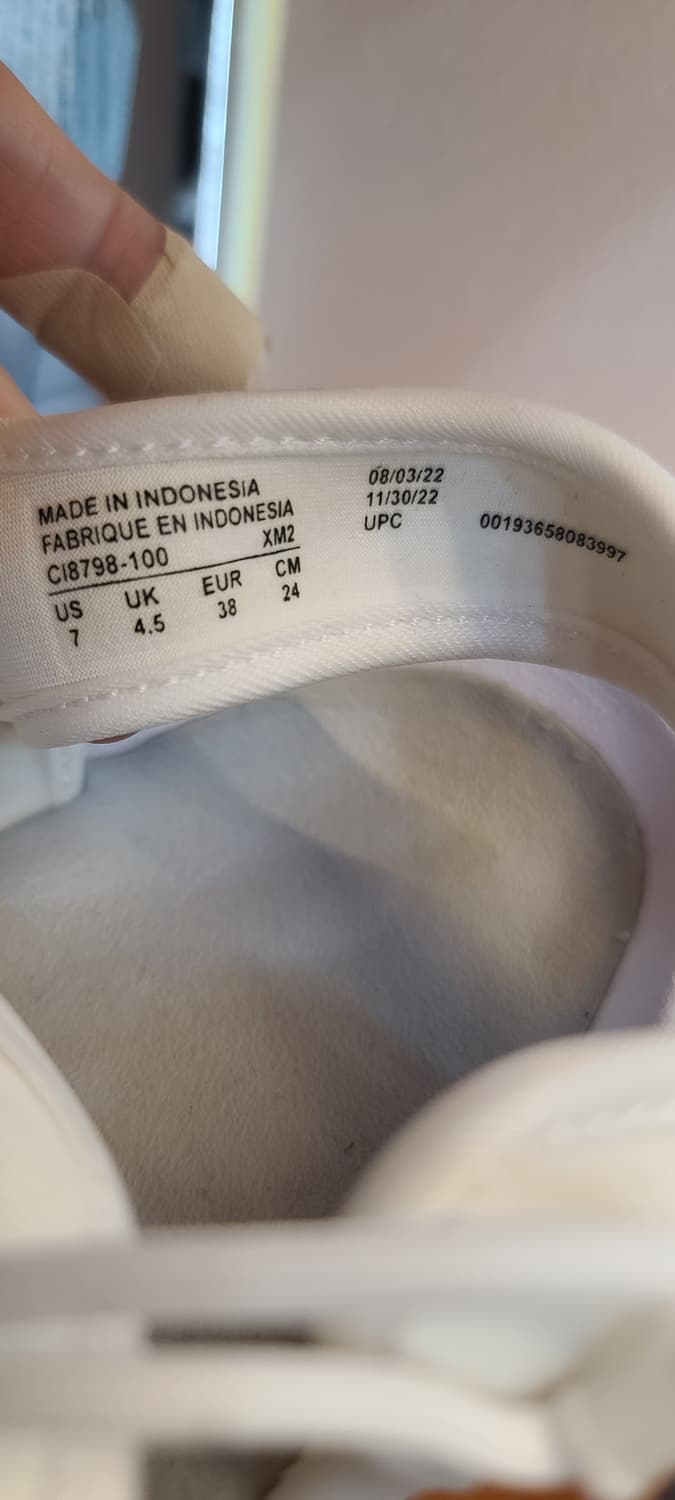 MADE IN INDONESIA
FABRIQUE EN INDONESIA
CI8798-100 XM2
US UK EUR CM
7 4.5 38 24
08/03/22
11/30/22
UPC 00193658083997